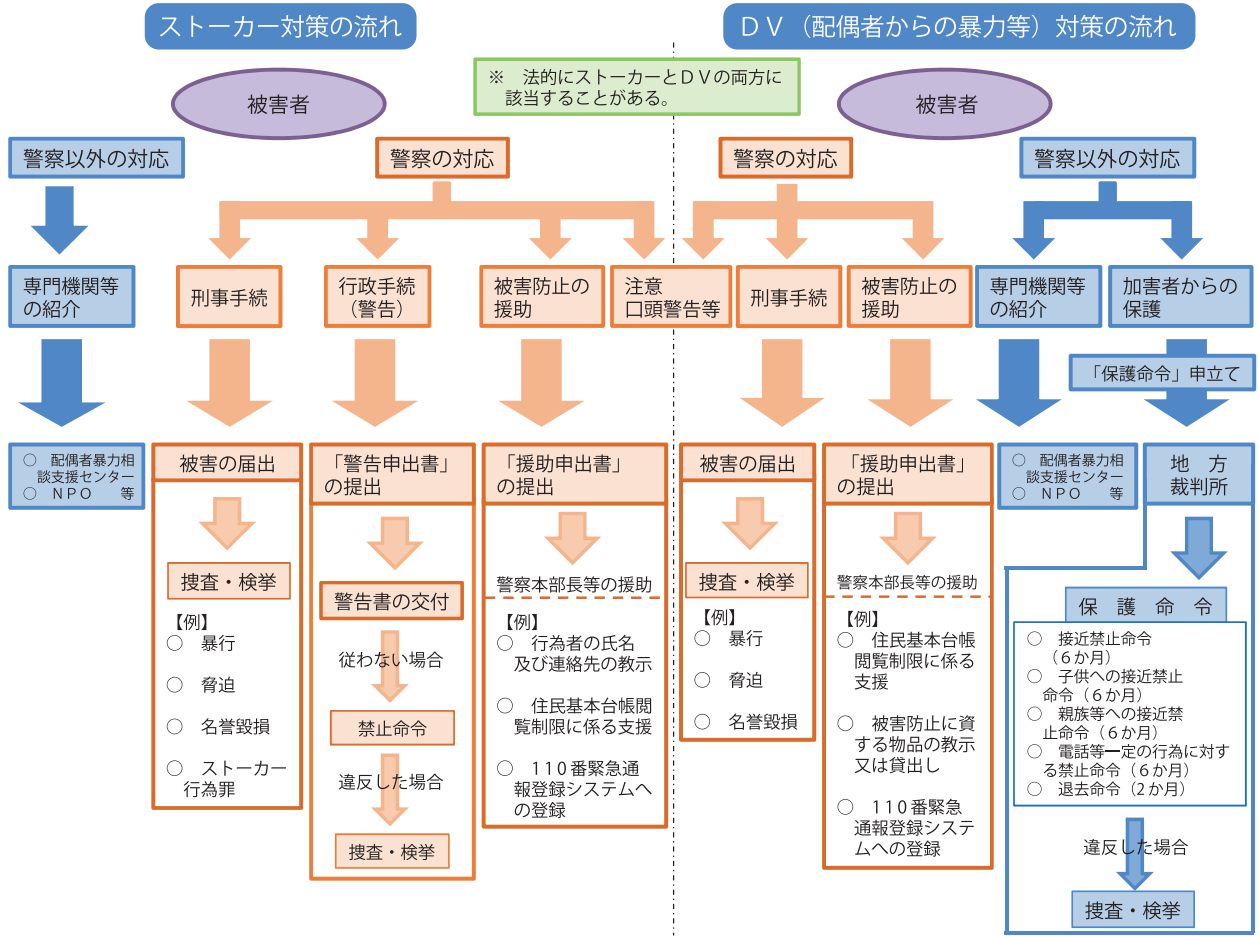 ストーカー対策の流れ
ＤＶ（配偶者からの暴力等）対策の流れ
※　法的にストーカーとＤＶの両方に
該当することがある。
被害者
被害者
警察以外の対応
警察の対応
警察の対応
警察以外の対応
専門機関等
の紹介
刑事手続
行政手続
（警告）
被害防止の
援助
注意
口頭警告等
刑事手続
被害防止の
援助
専門機関等
の紹介
加害者からの
保護
「保護命令」申立て
○　配偶者暴力相
談支援センター
○　ＮＰＯ　　等
被害の届出
捜査・検挙
【例】
○　暴行
○　脅迫
○　名誉毀損
○　ストーカー
行為罪
「警告申出書」
の提出
警告書の交付
従わない場合
禁止命令
違反した場合
捜査・検挙
「援助申出書」
の提出
警察本部長等の援助
【例】
○　行為者の氏名
及び連絡先の教示
○　住民基本台帳閲
覧制限に係る支援
○　110番緊急通
報登録システムへ
の登録
被害の届出
捜査・検挙
【例】
○　暴行
○　脅迫
○　名誉毀損
「援助申出書」
の提出
警察本部長等の援助
【例】
○　住民基本台帳
閲覧制限に係る
支援
○　被害防止に資
する物品の教示
又は貸出し
○　110番緊急
通報登録システ
ムへの登録
○　配偶者暴力相
談支援センター
○　ＮＰＯ　　等
地　方
裁判所
保　護　命　令
○　接近禁止命令
（６か月）
○　子供への接近禁止
命令（６か月）
○　親族等への接近禁
止命令（６か月）
○　電話等一定の行為に対す
る禁止命令（６か月）
○　退去命令（２か月）
違反した場合
捜査・検挙